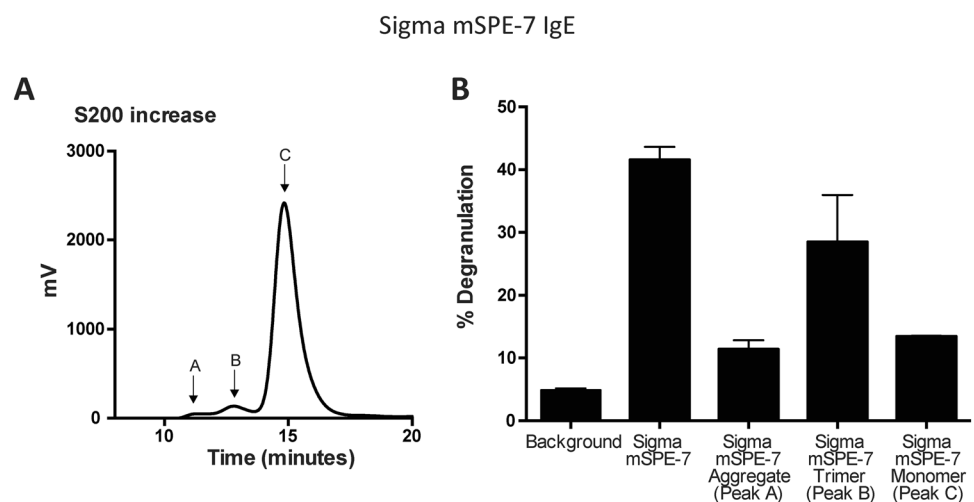 Sigma mSPE-7 IgE
A
S200 increase
3000
2000
1000
0
mV
A
B
C
10
15
20
Time (minutes)
B
50
40
30
20
10
0
% Degranulation
Background
Sigma
mSPE-7
Sigma
mSPE-7
Aggregate
(Peak A)
Sigma
mSPE-7
Trimer
(Peak B)
Sigma
mSPE-7
Monomer
(Peak C)